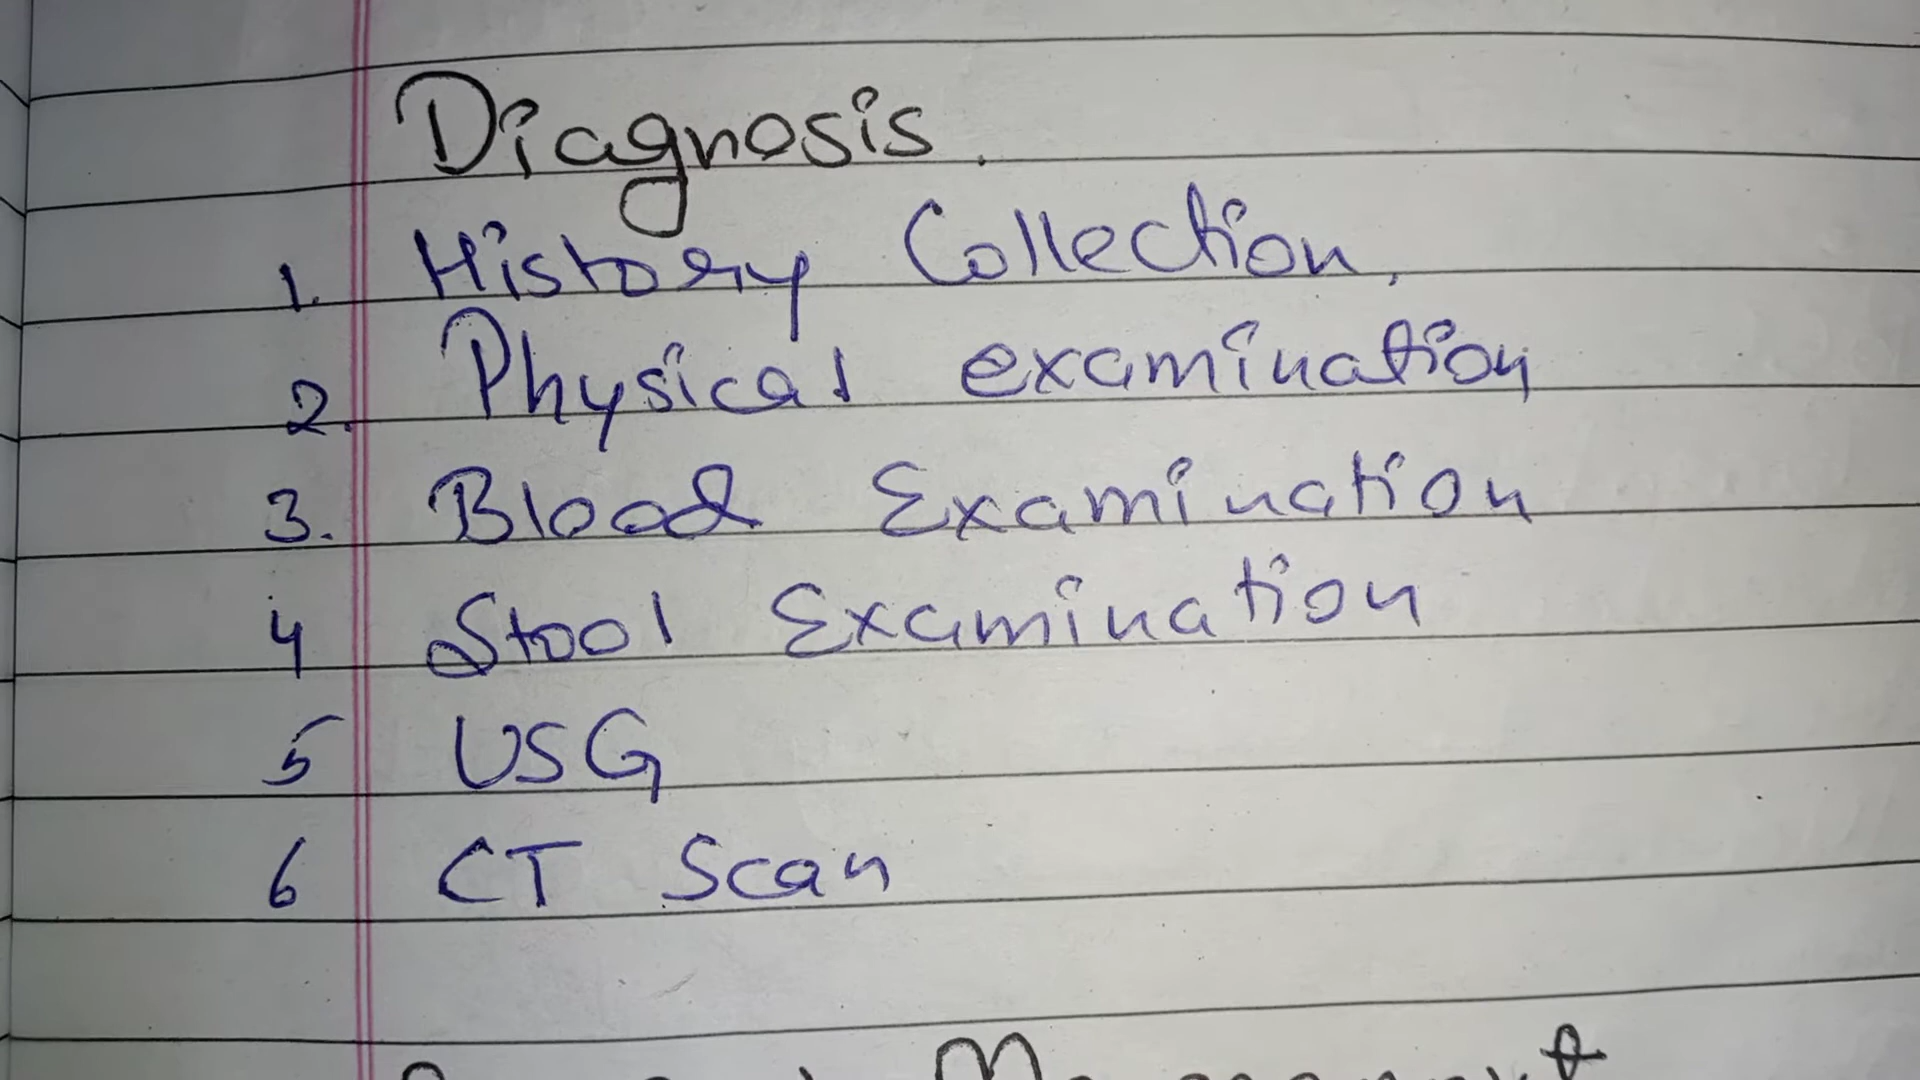 Diagnosis.
1. History Collection,
2. Physical examination
3. Blood Examination
4 Stool Examination
5 USG
6 CT Scan